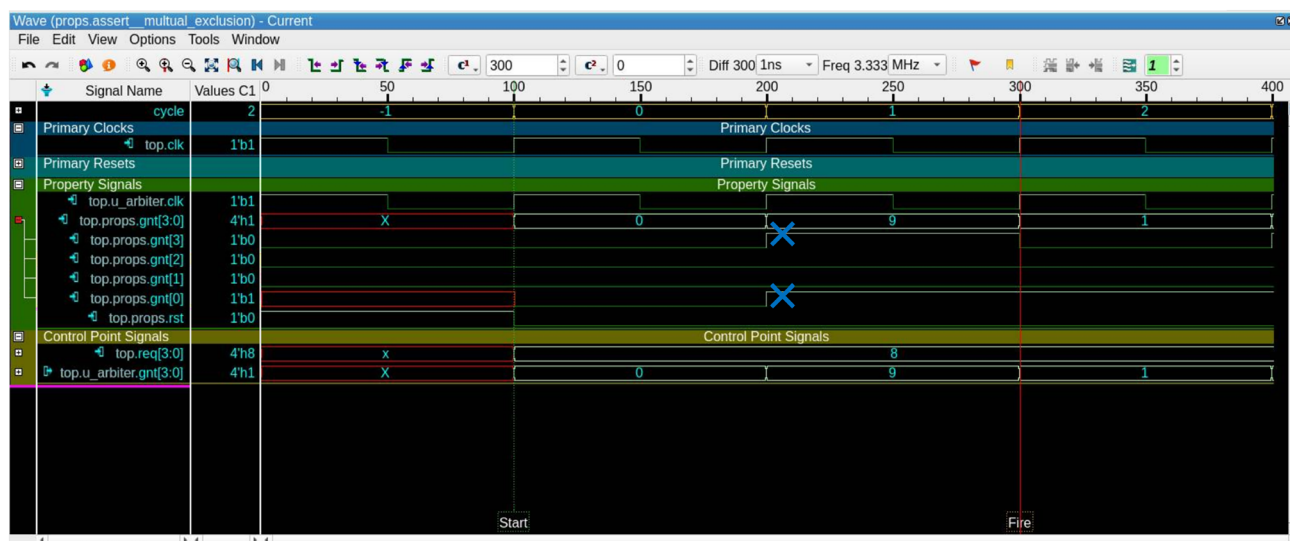 Wave (props.assert__multual_exclusion) - Current
File Edit View Options Tools Window
c¹ 300 c² 0 Diff 300 1ns Freq 3.333 MHz 1
Signal Name Values C1 0 50 100 150 200 250 300 350 400
cycle 2 -1 0 1 2
Primary Clocks Primary Clocks
top.clk 1'b1
Primary Resets Primary Resets
Property Signals Property Signals
top.u_arbiter.clk 1'b1
top.props.gnt[3:0] 4'h1 X 0 9 1
top.props.gnt[3] 1'b0
top.props.gnt[2] 1'b0
top.props.gnt[1] 1'b0
top.props.gnt[0] 1'b1
top.props.rst 1'b0
Control Point Signals Control Point Signals
top.req[3:0] 4'h8 x 8
top.u_arbiter.gnt[3:0] 4'h1 X 0 9 1
Start Fire